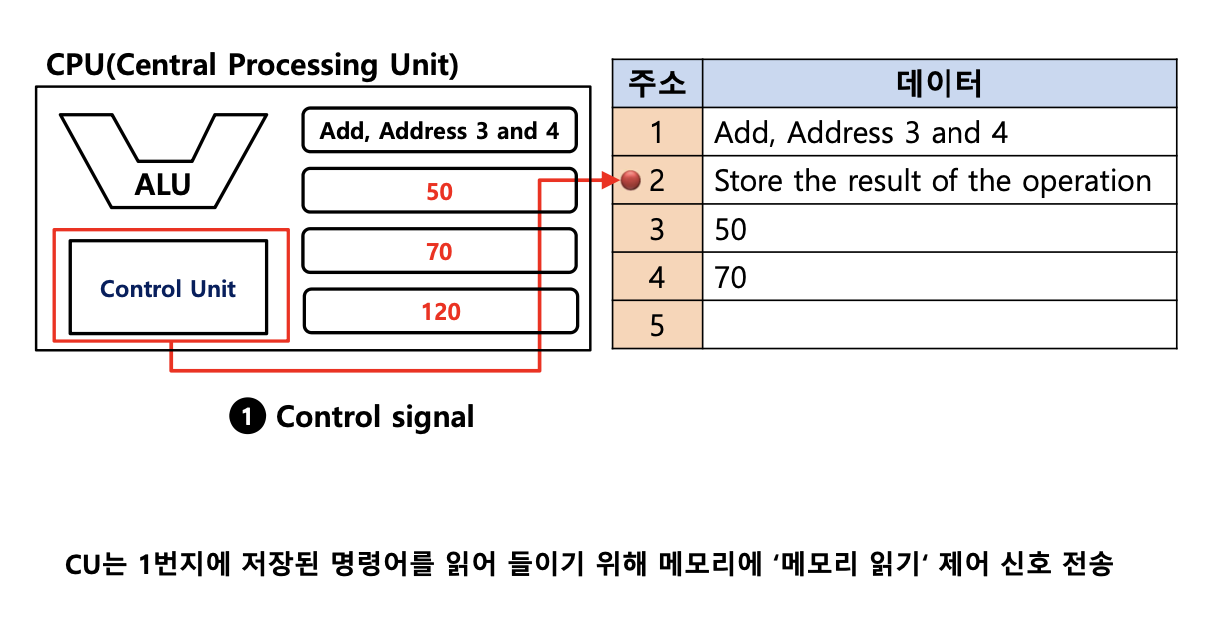 CPU(Central Processing Unit)
ALU
Control Unit
Add, Address 3 and 4
50
70
120
주소 데이터
1 Add, Address 3 and 4
2 Store the result of the operation
3 50
4 70
5
1 Control signal
CU는 1번지에 저장된 명령어를 읽어 들이기 위해 메모리에 ‘메모리 읽기‘ 제어 신호 전송